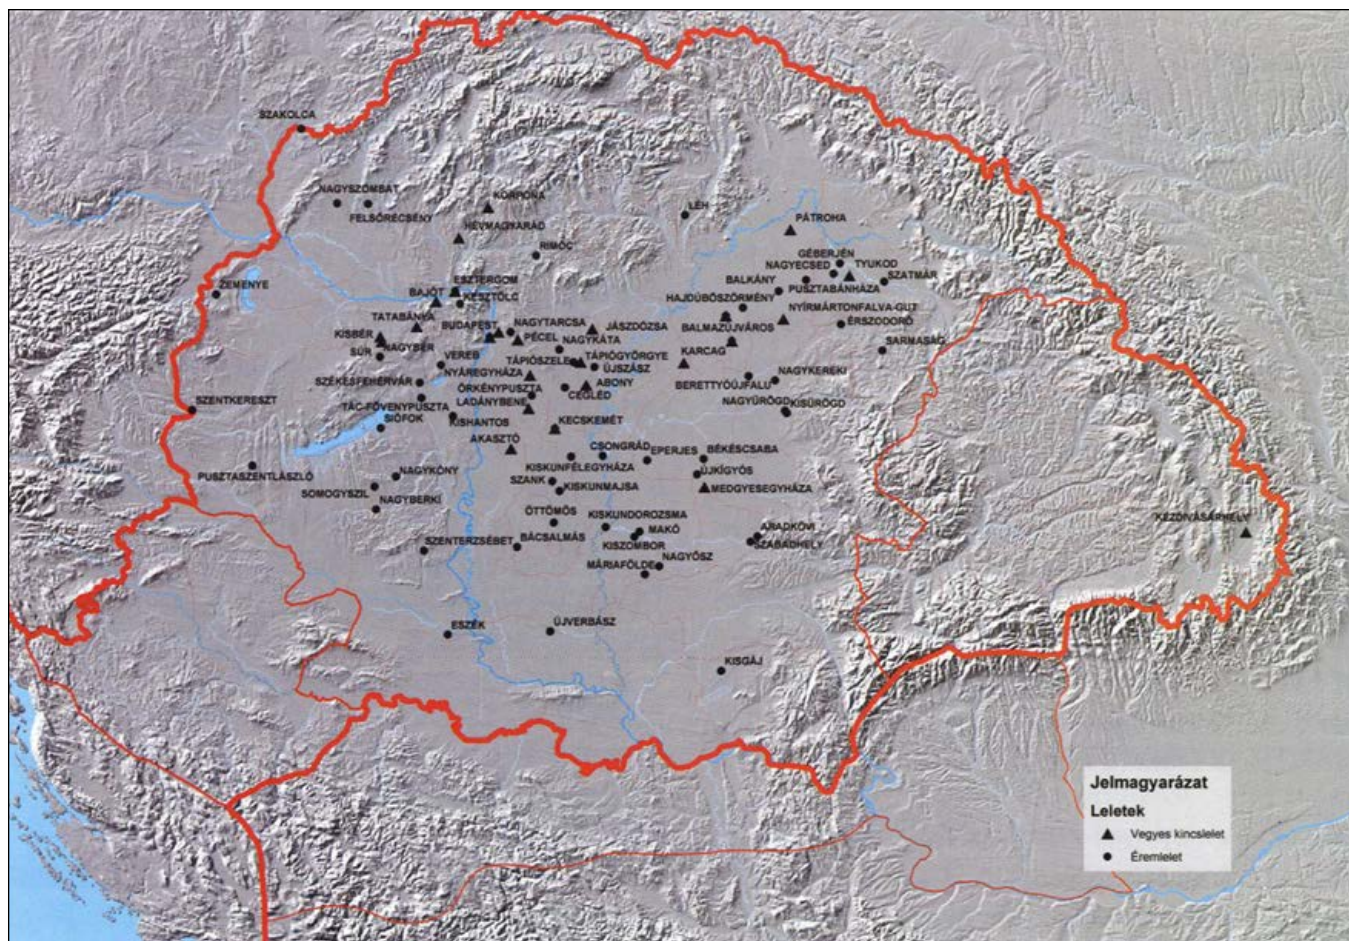 SZAKOLCA
NAGYSZOMBAT
FELSŐRÉCSÉNY
KORPONA
LÉH
HÉVMAGYARÁD
PÁTROHA
RIMÓC
GÉBERJÉN
NAGYECSED
TYUKOD
SZATMÁR
ZEMENYE
ESZTERGOM
BALKÁNY
PUSZTABÁNHÁZA
BAJÓT
KESZTÖLC
HAJDÚBÖSZÖRMÉNY
NYÍRMÁRTONFALVA-GUT
TATABÁNYA
BUDAPEST
NAGYTARCSA
JÁSZDÓZSA
BALMAZÚJVÁROS
ÉRSZODORÓ
KISBÉR
PÉCEL
NAGYKÁTA
KARCAG
SARMASÁG
SÚR
NAGYBÉR
VEREB
TÁPIÓSZELE
TÁPIÓGYÖRGYE
NYÁREGYHÁZA
ÚJSZÁSZ
SZÉKESFEHÉRVÁR
ÖRKÉNYPUSZTA
ABONY
BERETTYÓÚJFALU
NAGYKEREKI
CEGLÉD
SZENTKERESZT
TÁC-FÖVENYPUSZTA
LADÁNYBENE
NAGYÜRÖGD
KISÜRÖGD
SIÓFOK
KISHANTOS
KECSKEMÉT
AKASZTÓ
CSONGRÁD
EPERJES
BÉKÉSCSABA
PUSZTASZENTLÁSZLÓ
NAGYKÓNY
KISKUNFÉLEGYHÁZA
ÚJKÍGYÓS
SOMOGYSZIL
SZANK
KISKUNMAJSA
MEDGYESEGYHÁZA
NAGYBERKI
ÖTTÖMÖS
KISKUNDOROZSMA
KÉZDIVÁSÁRHELY
MAKÓ
ARADKÖVI
SZENTERZSÉBET
BÁCSALMÁS
KISZOMBOR
SZABADHELY
MÁRIAFÖLDE
NAGYŐSZ
ESZÉK
ÚJVERBÁSZ
KISGÁJ
Jelmagyarázat
Leletek
Vegyes kincslelet
Éremlelet